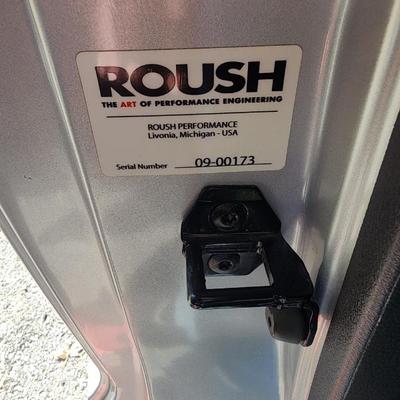 ROUSH
THE ART OF PERFORMANCE ENGINEERING
ROUSH PERFORMANCE
Livonia, Michigan - USA
Serial Number 09-00173